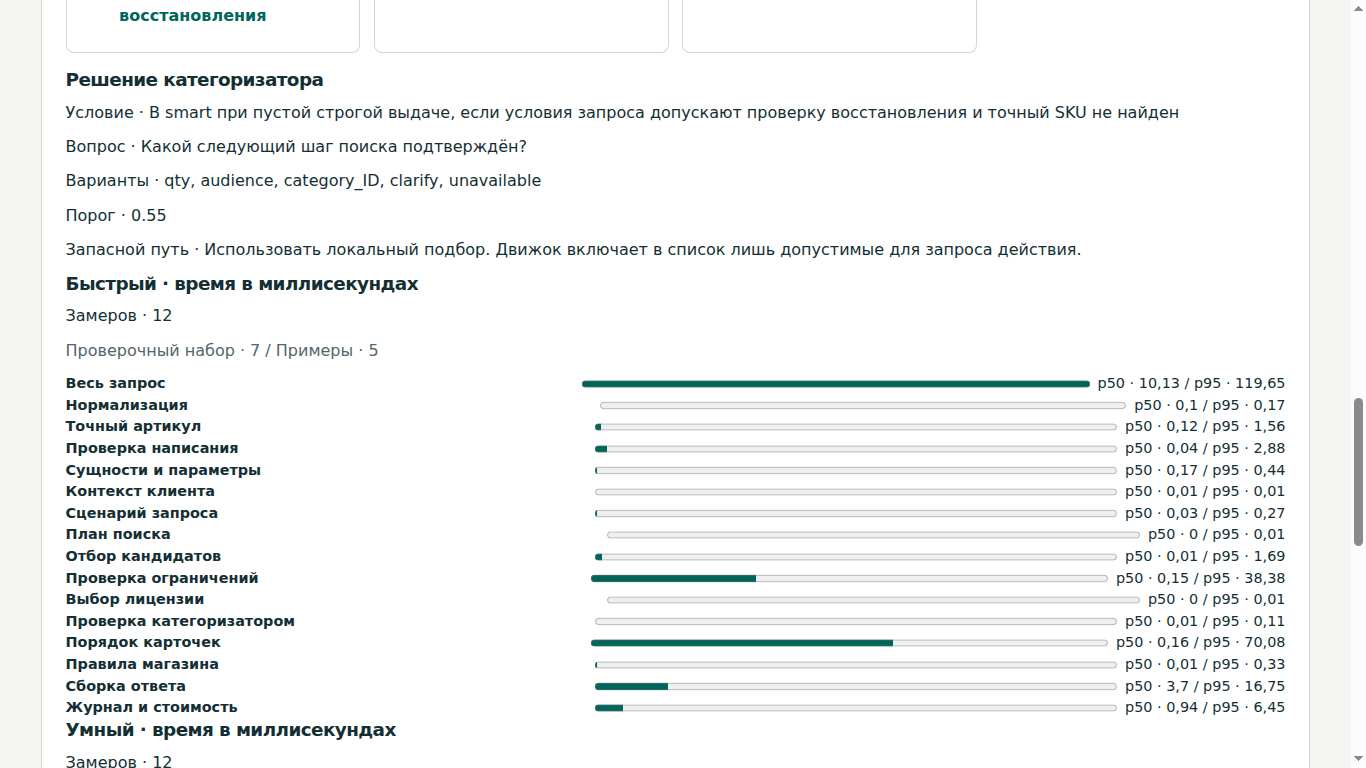 восстановления
Решение категоризатора
Условие · В smart при пустой строгой выдаче, если условия запроса допускают проверку восстановления и точный SKU не найден
Вопрос · Какой следующий шаг поиска подтверждён?
Варианты · qty, audience, category_ID, clarify, unavailable
Порог · 0.55
Запасной путь · Использовать локальный подбор. Движок включает в список лишь допустимые для запроса действия.
Быстрый · время в миллисекундах
Замеров · 12
Проверочный набор · 7 / Примеры · 5
Весь запрос p50 · 10,13 / p95 · 119,65
Нормализация p50 · 0,1 / p95 · 0,17
Точный артикул p50 · 0,12 / p95 · 1,56
Проверка написания p50 · 0,04 / p95 · 2,88
Сущности и параметры p50 · 0,17 / p95 · 0,44
Контекст клиента p50 · 0,01 / p95 · 0,01
Сценарий запроса p50 · 0,03 / p95 · 0,27
План поиска p50 · 0 / p95 · 0,01
Отбор кандидатов p50 · 0,01 / p95 · 1,69
Проверка ограничений p50 · 0,15 / p95 · 38,38
Выбор лицензии p50 · 0 / p95 · 0,01
Проверка категоризатором p50 · 0,01 / p95 · 0,11
Порядок карточек p50 · 0,16 / p95 · 70,08
Правила магазина p50 · 0,01 / p95 · 0,33
Сборка ответа p50 · 3,7 / p95 · 16,75
Журнал и стоимость p50 · 0,94 / p95 · 6,45
Умный · время в миллисекундах
Замеров · 12